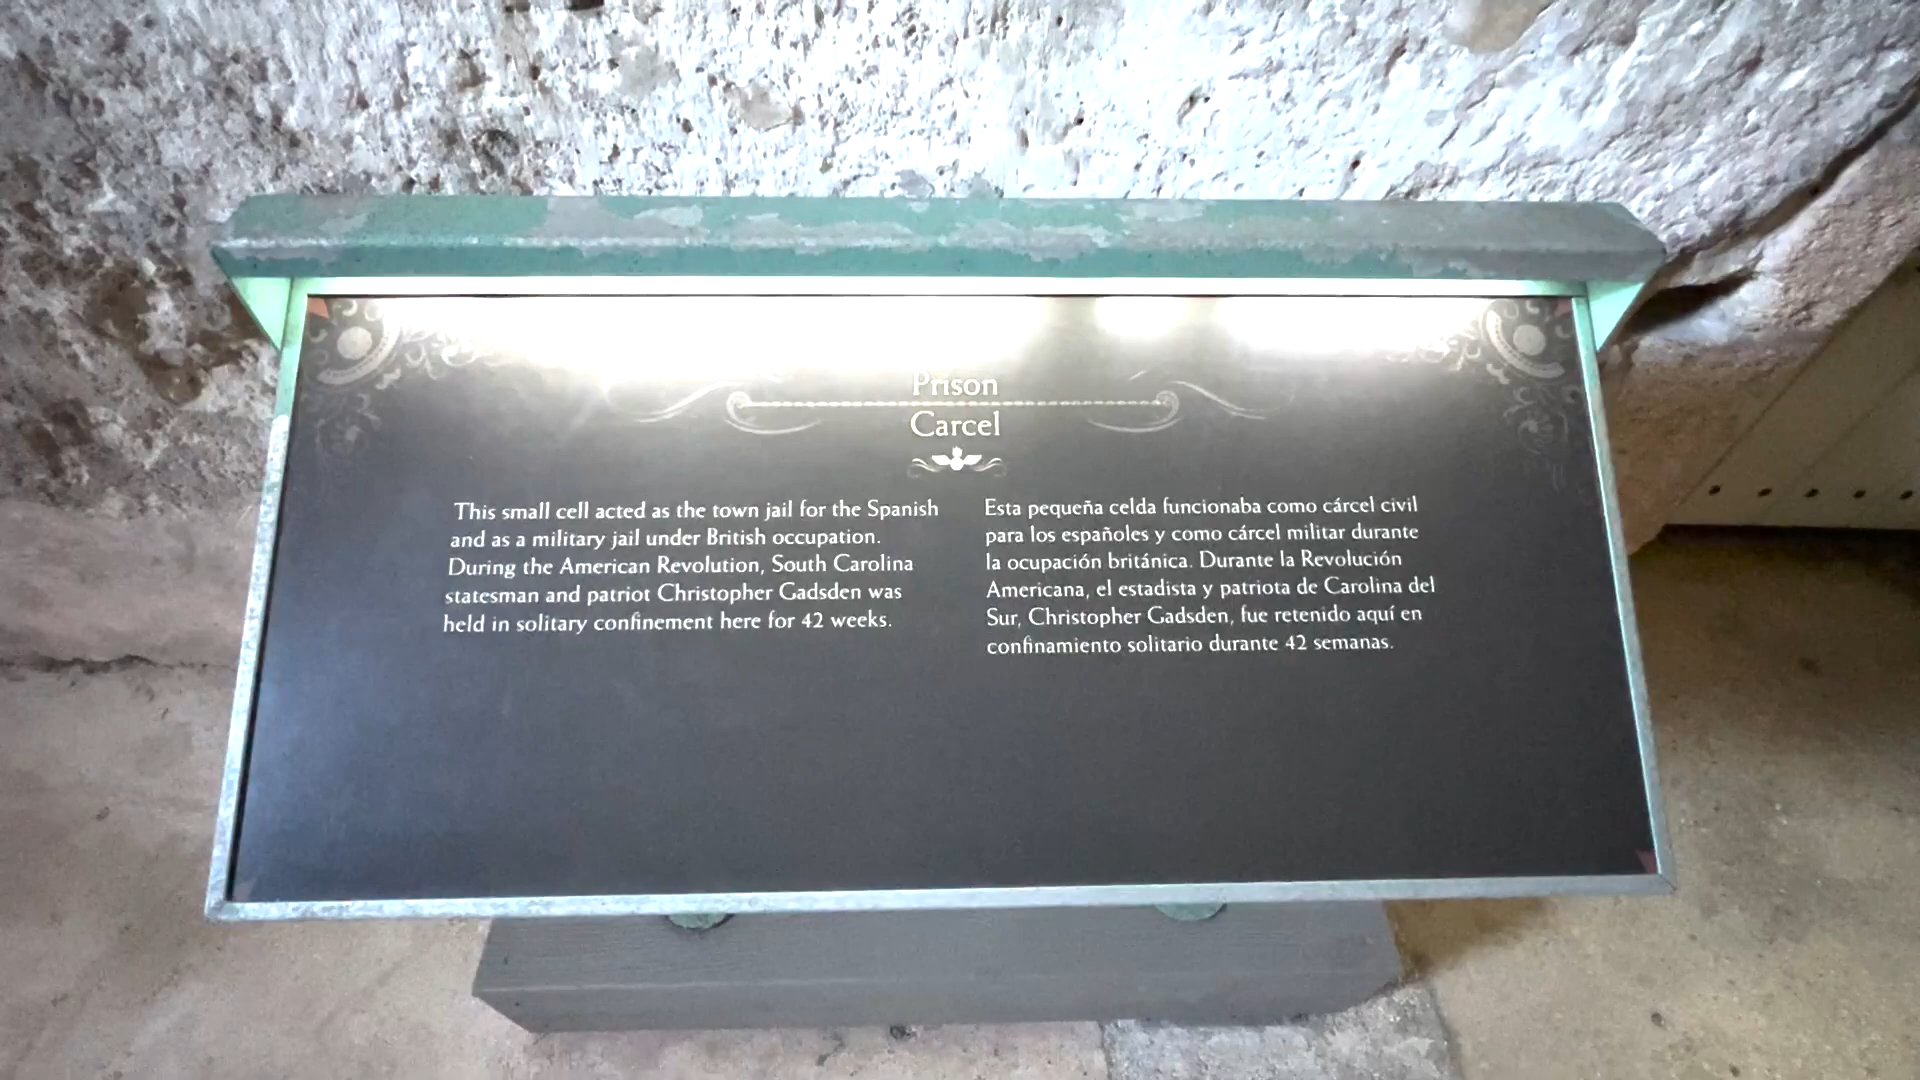 Prison
Carcel
This small cell acted as the town jail for the Spanish
and as a military jail under British occupation.
During the American Revolution, South Carolina
statesman and patriot Christopher Gadsden was
held in solitary confinement here for 42 weeks.
Esta pequeña celda funcionaba como cárcel civil
para los españoles y como cárcel militar durante
la ocupación británica. Durante la Revolución
Americana, el estadista y patriota de Carolina del
Sur, Christopher Gadsden, fue retenido aquí en
confinamiento solitario durante 42 semanas.